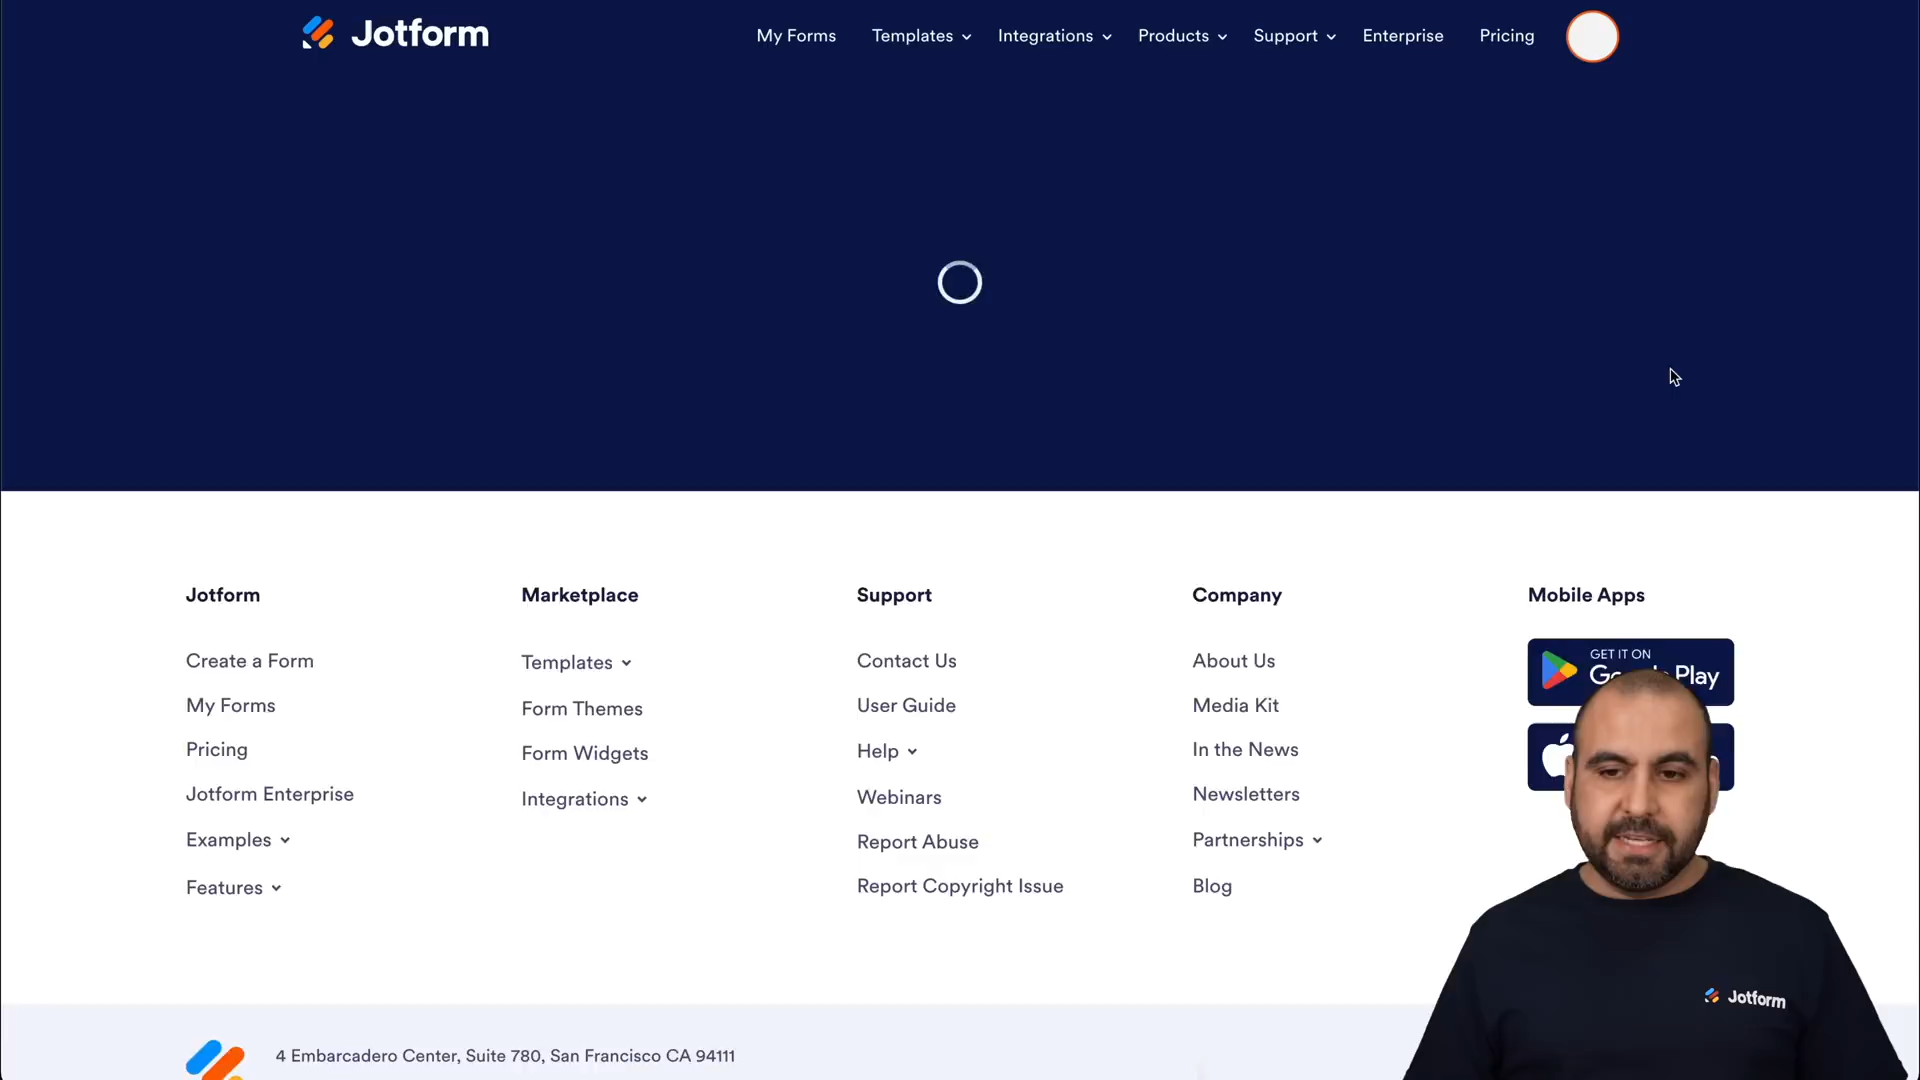 Jotform
My Forms
Templates
Integrations
Products
Support
Enterprise
Pricing
Jotform
Create a Form
My Forms
Pricing
Jotform Enterprise
Examples
Features
Marketplace
Templates
Form Themes
Form Widgets
Integrations
Support
Contact Us
User Guide
Help
Webinars
Report Abuse
Report Copyright Issue
Company
About Us
Media Kit
In the News
Newsletters
Partnerships
Blog
Mobile Apps
GET IT ON
Play
Jotform
4 Embarcadero Center, Suite 780, San Francisco CA 94111